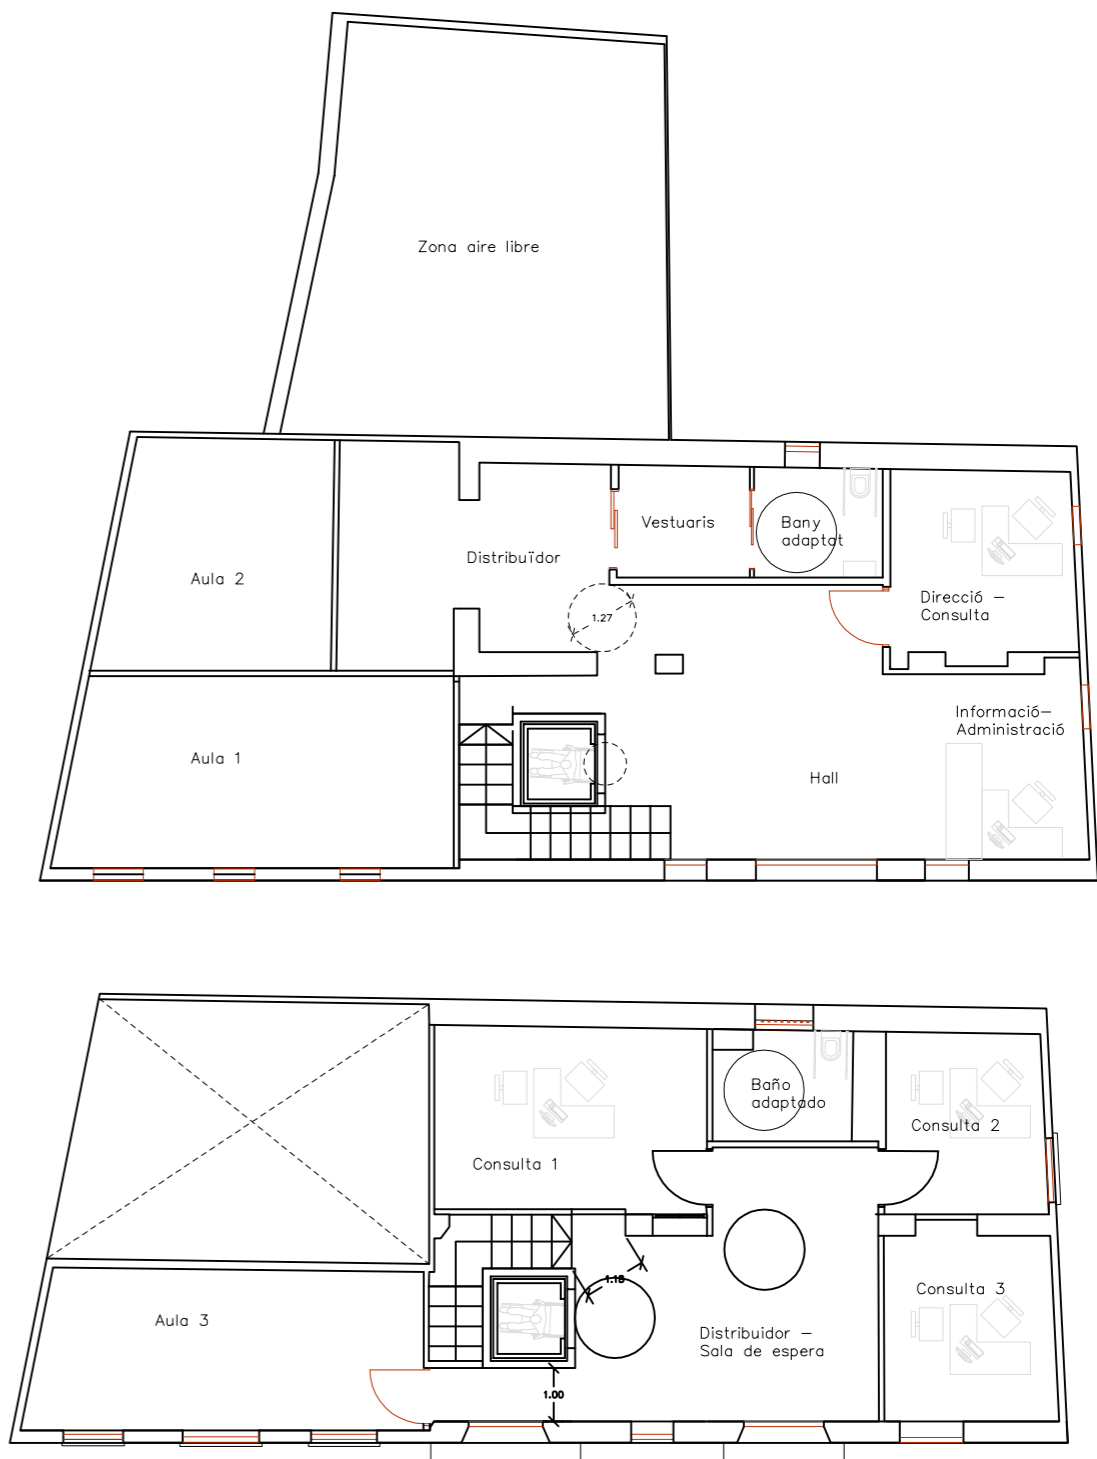 Zona aire libre
Vestuaris
Bany
adaptat
Distribuïdor
Aula 2
Direcció –
Consulta
1.27
Informació–
Administració
Aula 1
Hall
Baño
adaptado
Consulta 2
Consulta 1
1.18
Consulta 3
Aula 3
Distribuidor –
Sala de espera
1.00